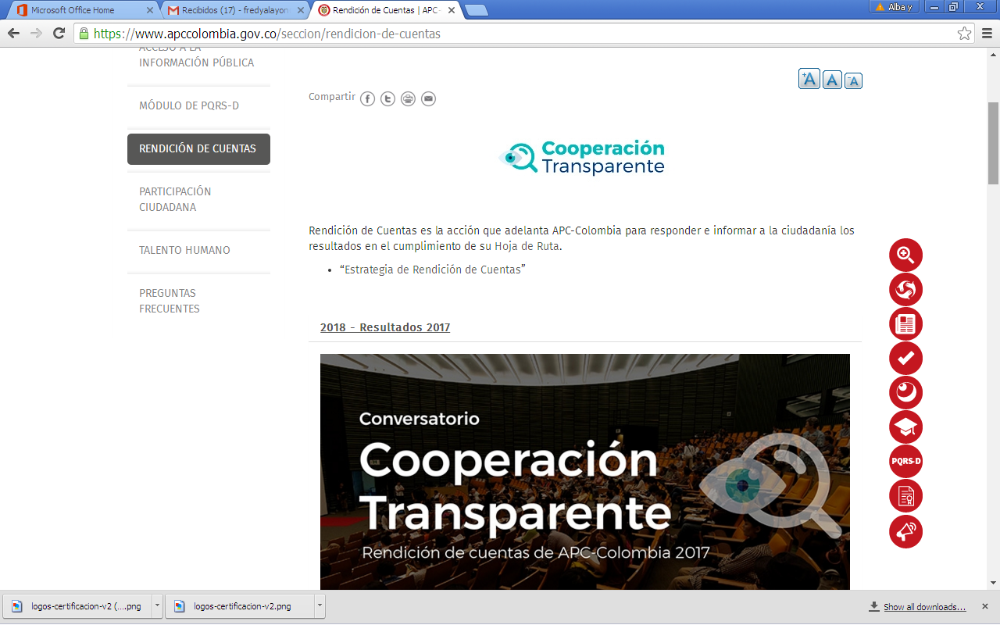 Microsoft Office Home
Recibidos (17) - fredyalayon
Rendición de Cuentas | APC-
Alba y
https://www.apccolombia.gov.co/seccion/rendicion-de-cuentas
ACCESO A LA
INFORMACIÓN PÚBLICA
MÓDULO DE PQRS-D
RENDICIÓN DE CUENTAS
PARTICIPACIÓN
CIUDADANA
TALENTO HUMANO
PREGUNTAS
FRECUENTES
+A A -A
Compartir
Cooperación
Transparente
Rendición de Cuentas es la acción que adelanta APC-Colombia para responder e informar a la ciudadanía los
resultados en el cumplimiento de su Hoja de Ruta.
• “Estrategia de Rendición de Cuentas”
2018 - Resultados 2017
Conversatorio
Cooperación
Transparente
Rendición de cuentas de APC-Colombia 2017
PQRS-D
logos-certificacion-v2 (....png
logos-certificacion-v2.png
Show all downloads...